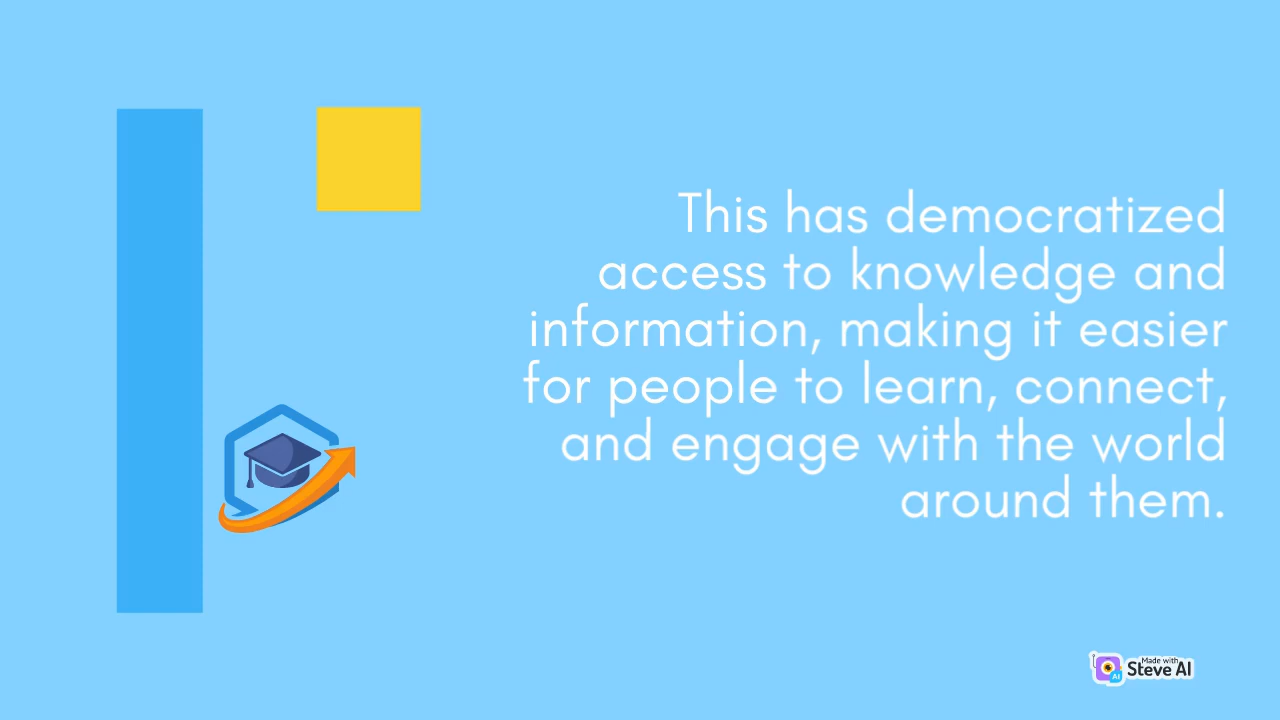 This has democratized
access to knowledge and
information, making it easier
for people to learn, connect,
and engage with the world
around them.
Made with
Steve AI
AI